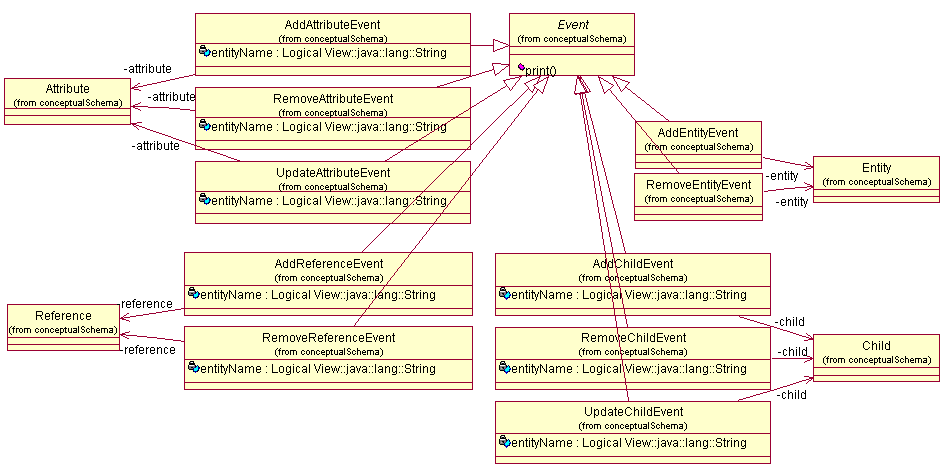 AddAttributeEvent
(from conceptualSchema)
entityName : Logical View::java::lang::String
Event
(from conceptualSchema)
print()
-attribute
Attribute
(from conceptualSchema)
-attribute
RemoveAttributeEvent
(from conceptualSchema)
entityName : Logical View::java::lang::String
-attribute
UpdateAttributeEvent
(from conceptualSchema)
entityName : Logical View::java::lang::String
AddEntityEvent
(from conceptualSchema)
-entity
RemoveEntityEvent
(from conceptualSchema)
-entity
Entity
(from conceptualSchema)
AddReferenceEvent
(from conceptualSchema)
entityName : Logical View::java::lang::String
reference
Reference
(from conceptualSchema)
-reference
RemoveReferenceEvent
(from conceptualSchema)
entityName : Logical View::java::lang::String
AddChildEvent
(from conceptualSchema)
entityName : Logical View::java::lang::String
-child
RemoveChildEvent
(from conceptualSchema)
entityName : Logical View::java::lang::String
-child
Child
(from conceptualSchema)
-child
UpdateChildEvent
(from conceptualSchema)
entityName : Logical View::java::lang::String